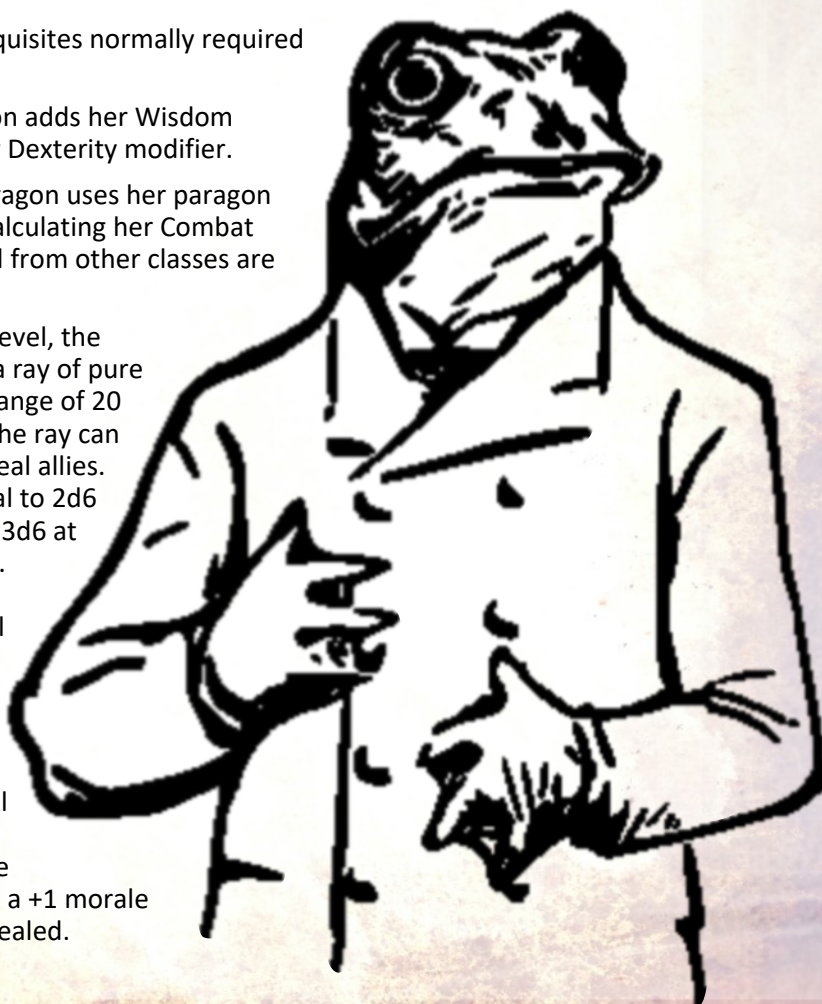 quisites normally required
on adds her Wisdom
Dexterity modifier.
ragon uses her paragon
alculating her Combat
from other classes are
evel, the
a ray of pure
ange of 20
he ray can
eal allies.
al to 2d6
3d6 at
.
l
l
e
a +1 morale
ealed.